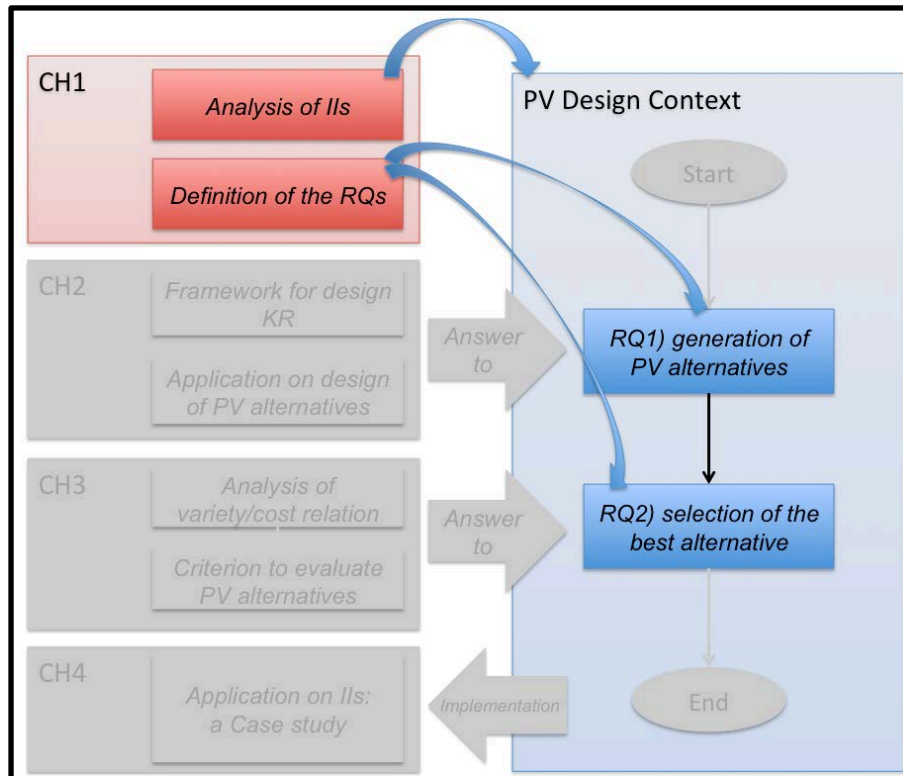 CH1
Analysis of IIs
Definition of the RQs
CH2
Framework for design
KR
Application on design
of PV alternatives
Answer
to
CH3
Analysis of
variety/cost relation
Criterion to evaluate
PV alternatives
Answer
to
CH4
Application on IIs:
a Case study
Implementation
PV Design Context
Start
RQ1) generation of
PV alternatives
RQ2) selection of the
best alternative
End